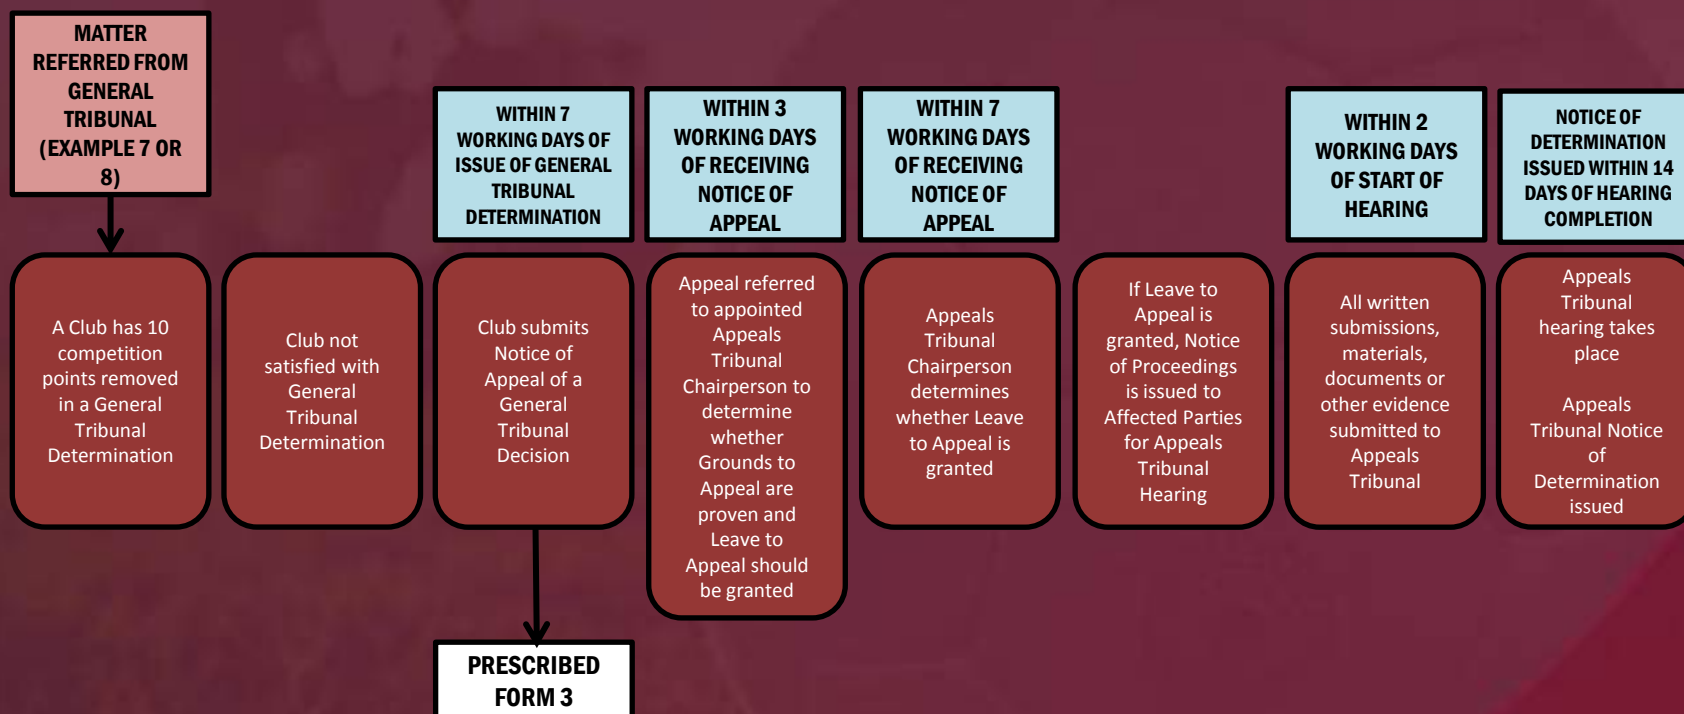 MATTER
REFERRED FROM
GENERAL
TRIBUNAL
(EXAMPLE 7 OR
8)
WITHIN 7
WORKING DAYS OF
ISSUE OF GENERAL
TRIBUNAL
DETERMINATION
WITHIN 3
WORKING DAYS
OF RECEIVING
NOTICE OF
APPEAL
WITHIN 7
WORKING DAYS
OF RECEIVING
NOTICE OF
APPEAL
WITHIN 2
WORKING DAYS
OF START OF
HEARING
NOTICE OF
DETERMINATION
ISSUED WITHIN 14
DAYS OF HEARING
COMPLETION
A Club has 10
competition
points removed
in a General
Tribunal
Determination
Club not
satisfied with
General
Tribunal
Determination
Club submits
Notice of
Appeal of a
General
Tribunal
Decision
Appeal referred
to appointed
Appeals
Tribunal
Chairperson to
determine
whether
Grounds to
Appeal are
proven and
Leave to
Appeal should
be granted
Appeals
Tribunal
Chairperson
determines
whether Leave
to Appeal is
granted
If Leave to
Appeal is
granted, Notice
of Proceedings
is issued to
Affected Parties
for Appeals
Tribunal
Hearing
All written
submissions,
materials,
documents or
other evidence
submitted to
Appeals
Tribunal
Appeals
Tribunal
hearing takes
place
Appeals
Tribunal Notice
of
Determination
issued
PRESCRIBED
FORM 3